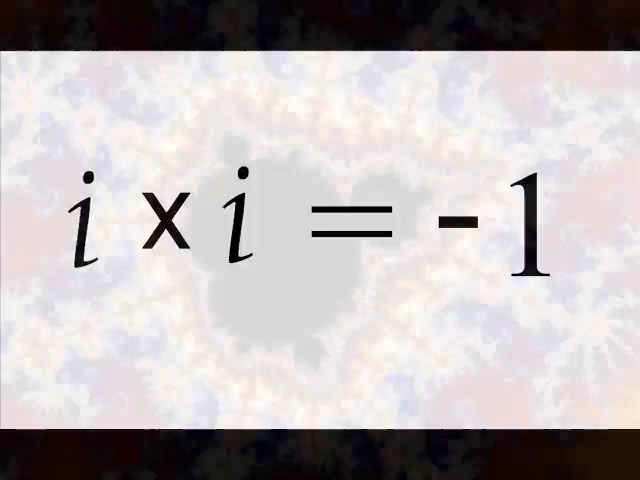 i x i = -1